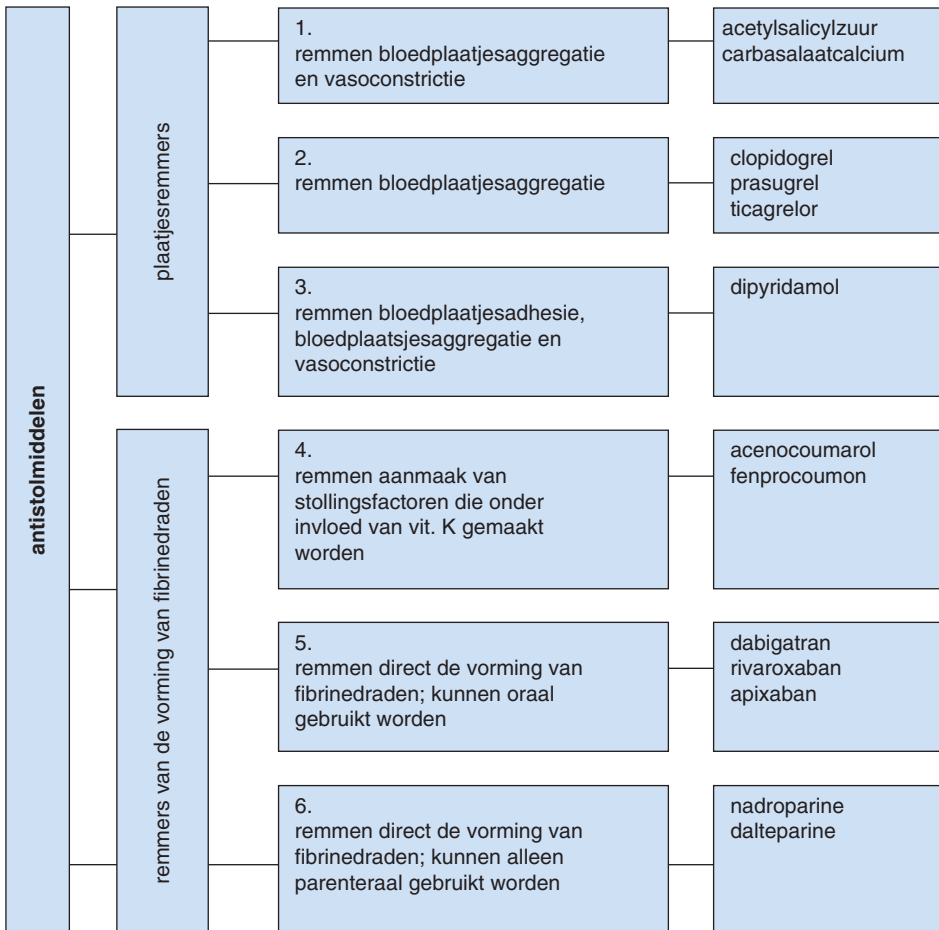 antistolmiddelen
plaatjesremmers
1.
remmen bloedplaatjesaggregatie
en vasoconstrictie
acetylsalicylzuur
carbasalaatcalcium
2.
remmen bloedplaatjesaggregatie
clopidogrel
prasugrel
ticagrelor
3.
remmen bloedplaatjesadhesie,
bloedplaatsjesaggregatie en
vasoconstrictie
dipyridamol
remmers van de vorming van fibrinedraden
4.
remmen aanmaak van
stollingsfactoren die onder
invloed van vit. K gemaakt
worden
acenocoumarol
fenprocoumon
5.
remmen direct de vorming van
fibrinedraden; kunnen oraal
gebruikt worden
dabigatran
rivaroxaban
apixaban
6.
remmen direct de vorming van
fibrinedraden; kunnen alleen
parenteraal gebruikt worden
nadroparine
dalteparine